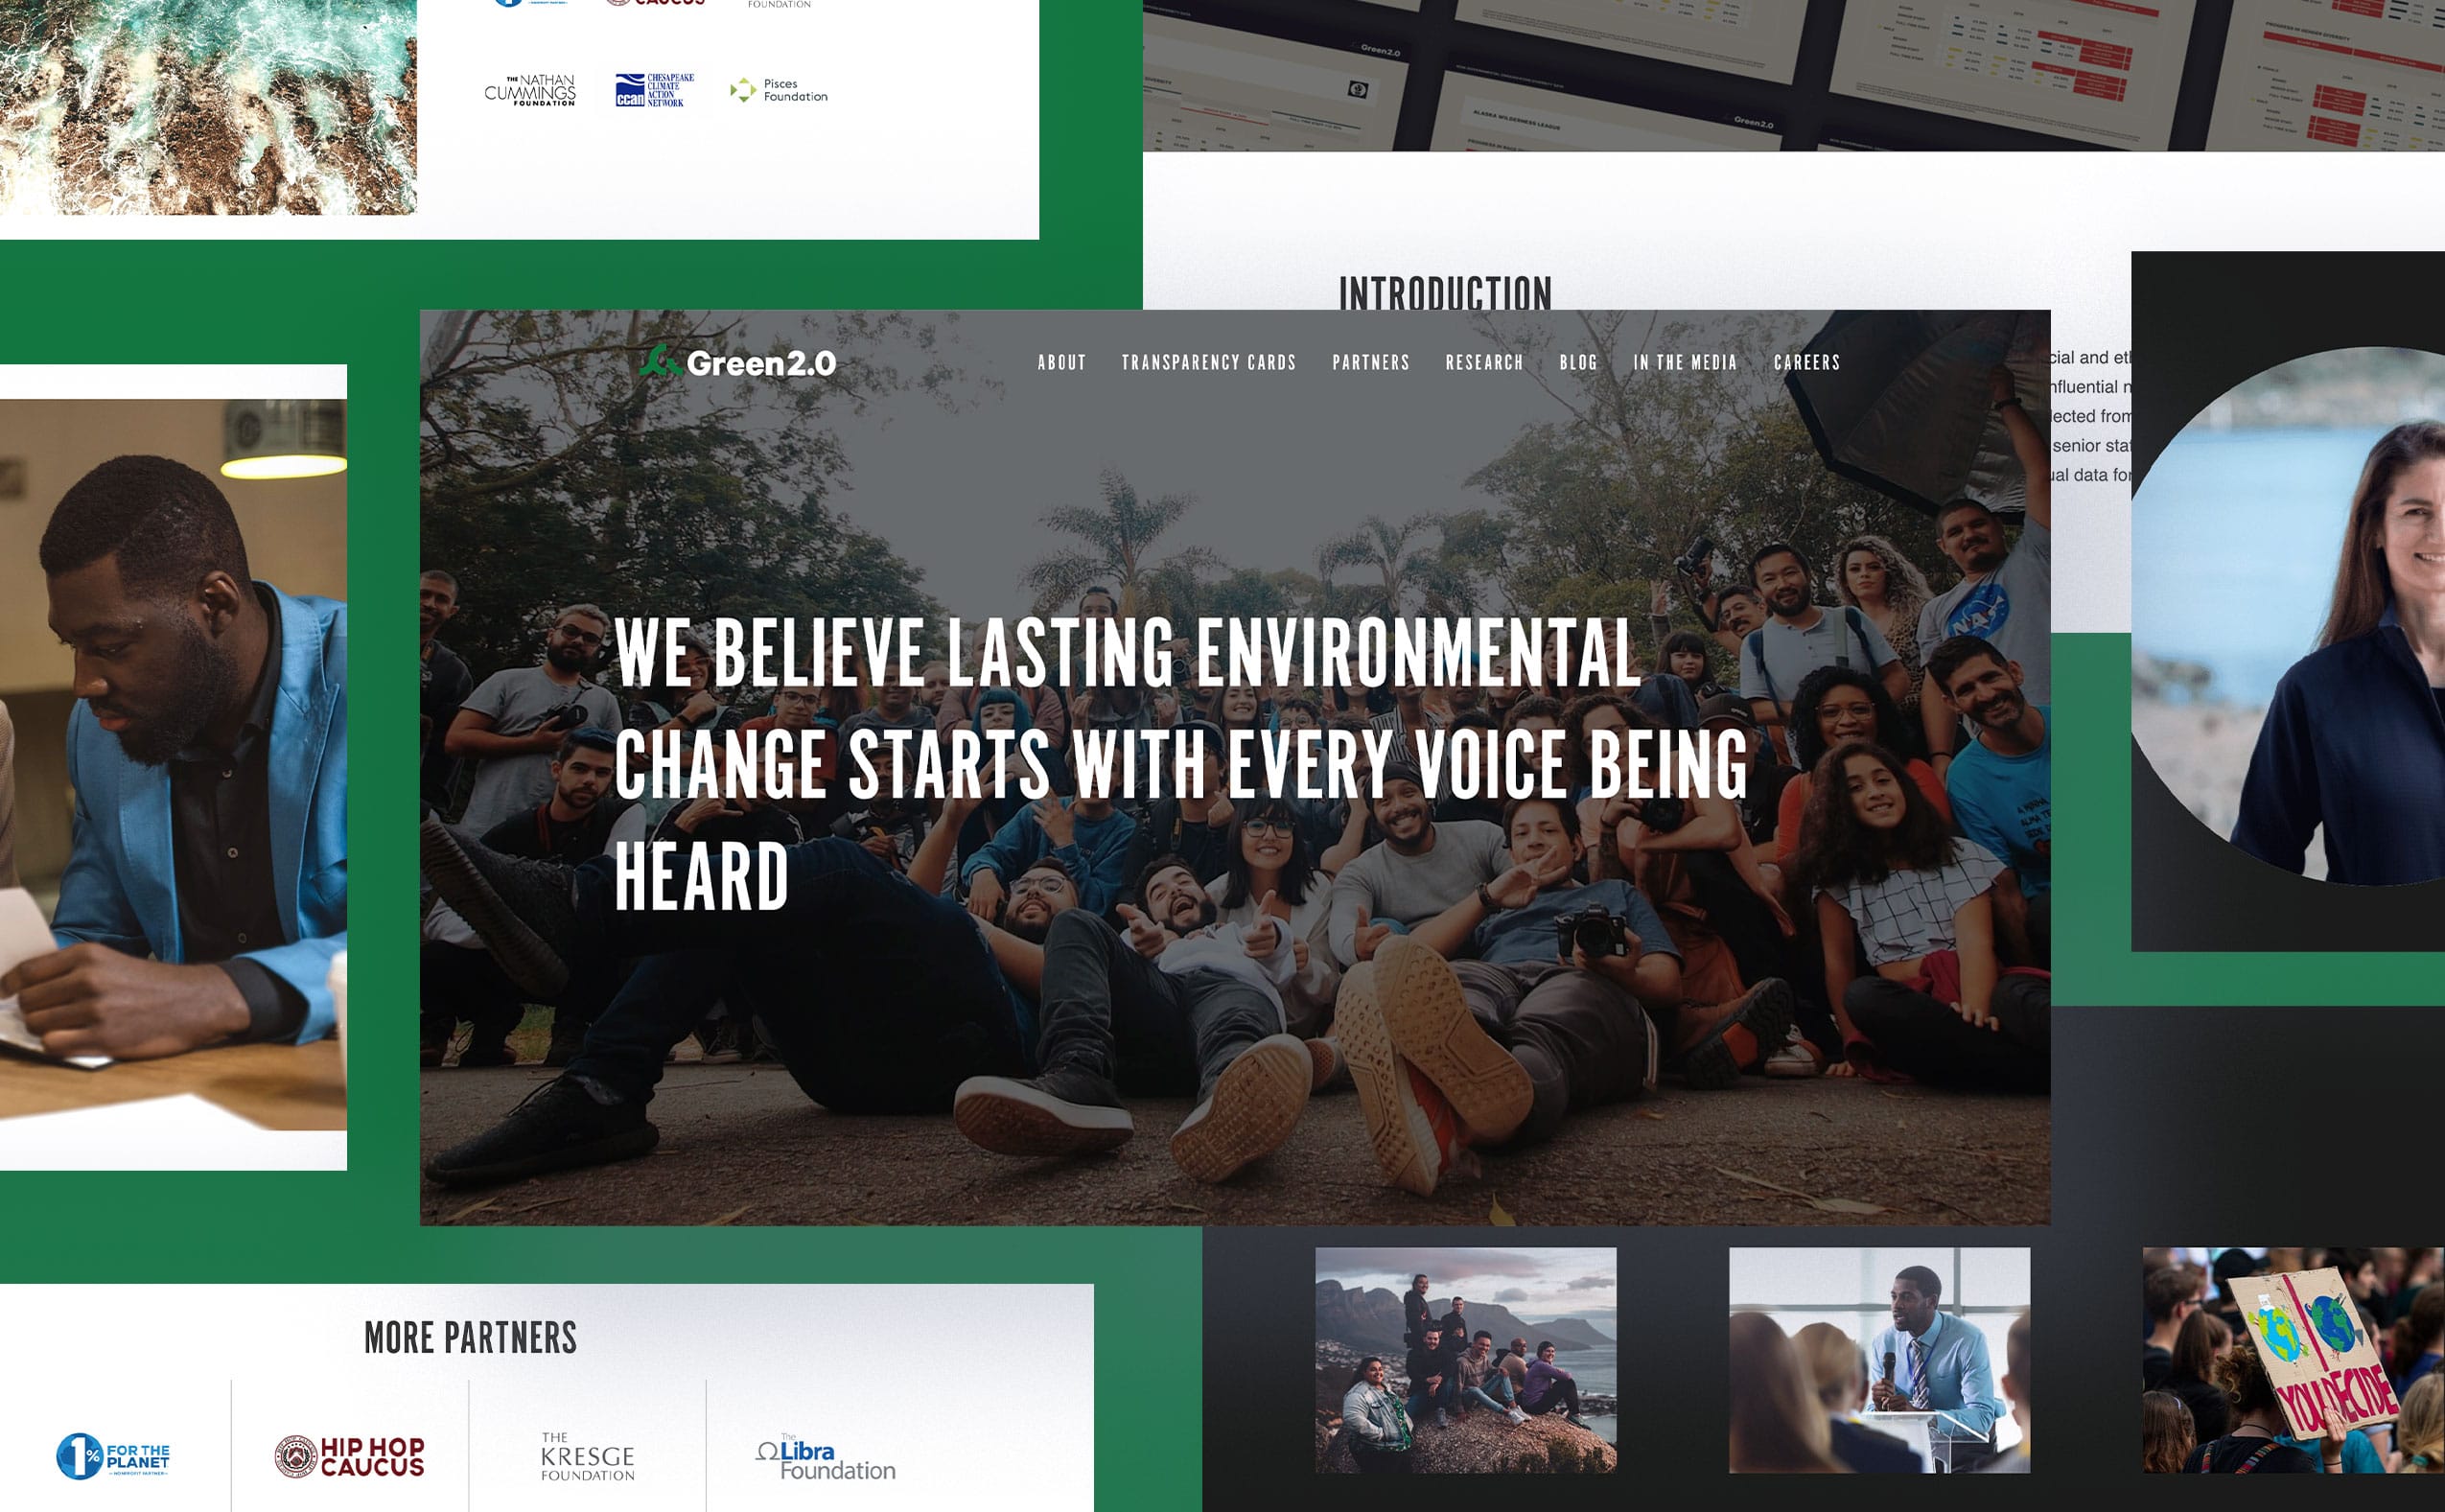 CAUCUS
FOUNDATION
THE NATHAN
CUMMINGS
FOUNDATION
ccan
CHESAPEAKE
CLIMATE
ACTION
NETWORK
Pisces
Foundation
Green2.0
Green2.0
ALASKA WILDERNESS LEAGUE
INTRODUCTION
Green2.0
ABOUT TRANSPARENCY CARDS PARTNERS RESEARCH BLOG IN THE MEDIA CAREERS
WE BELIEVE LASTING ENVIRONMENTAL
CHANGE STARTS WITH EVERY VOICE BEING
HEARD
cial and et
nfluential
lected from
senior sta
ual data for
NASA
MORE PARTNERS
1% FOR THE
PLANET
NONPROFIT PARTNER
HIP HOP
CAUCUS
THE
KRESGE
FOUNDATION
The
Libra
Foundation
YOU DECIDE